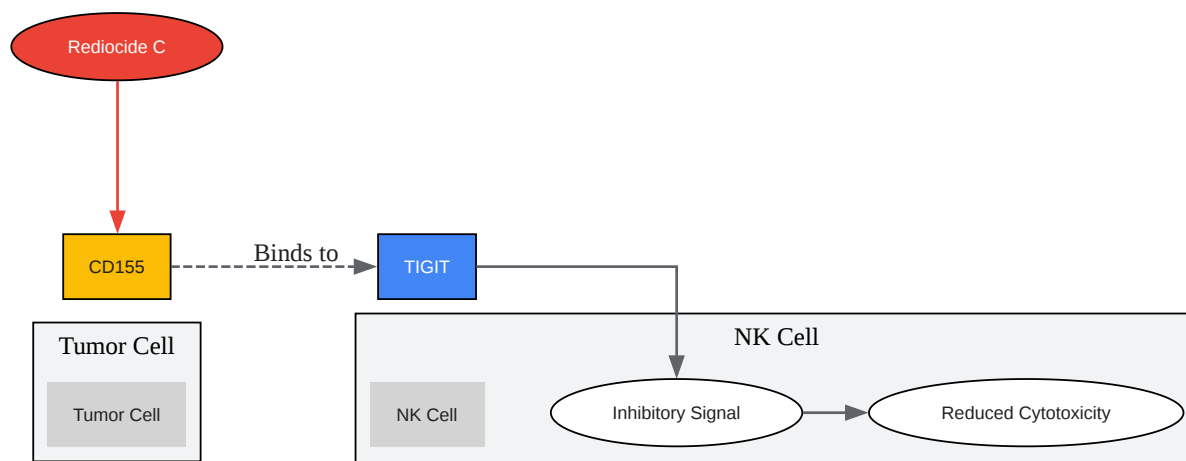 Rediocide C
CD155
Binds to
TIGIT
Tumor Cell
NK Cell
Tumor Cell
NK Cell
Inhibitory Signal
Reduced Cytotoxicity